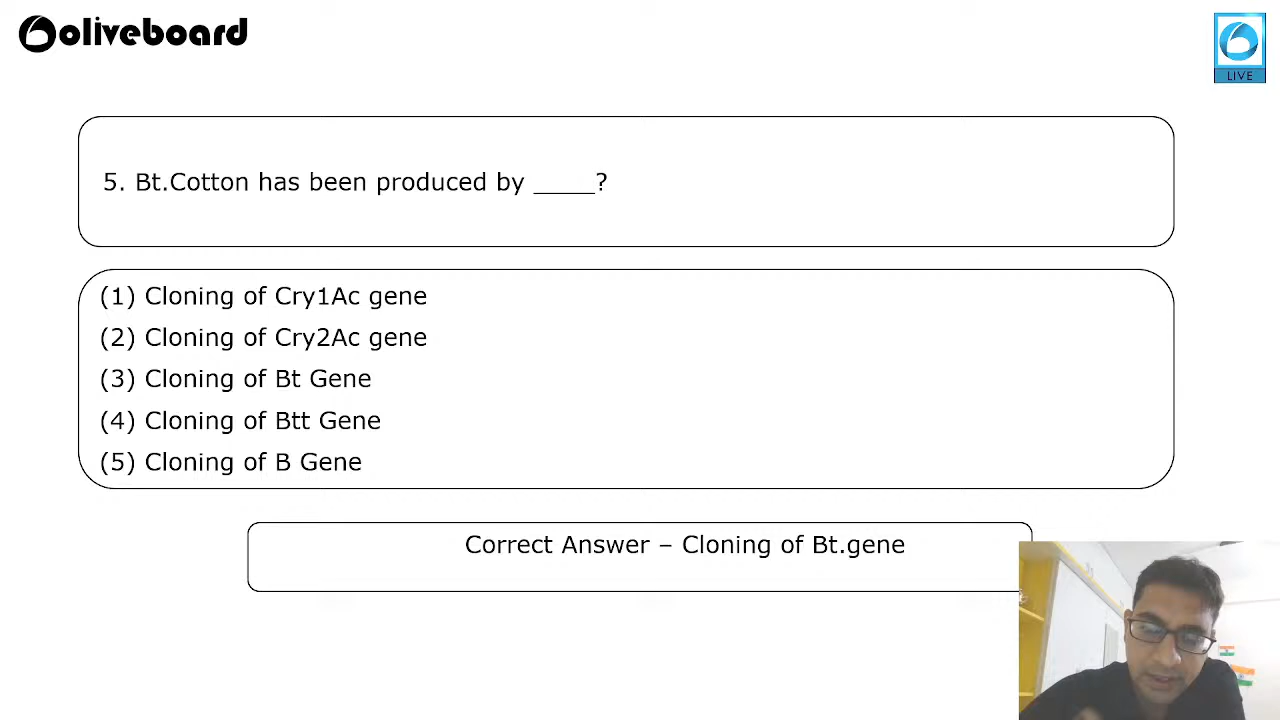 oliveboard
LIVE
5. Bt.Cotton has been produced by _____?
(1) Cloning of Cry1Ac gene
(2) Cloning of Cry2Ac gene
(3) Cloning of Bt Gene
(4) Cloning of Btt Gene
(5) Cloning of B Gene
Correct Answer – Cloning of Bt.gene